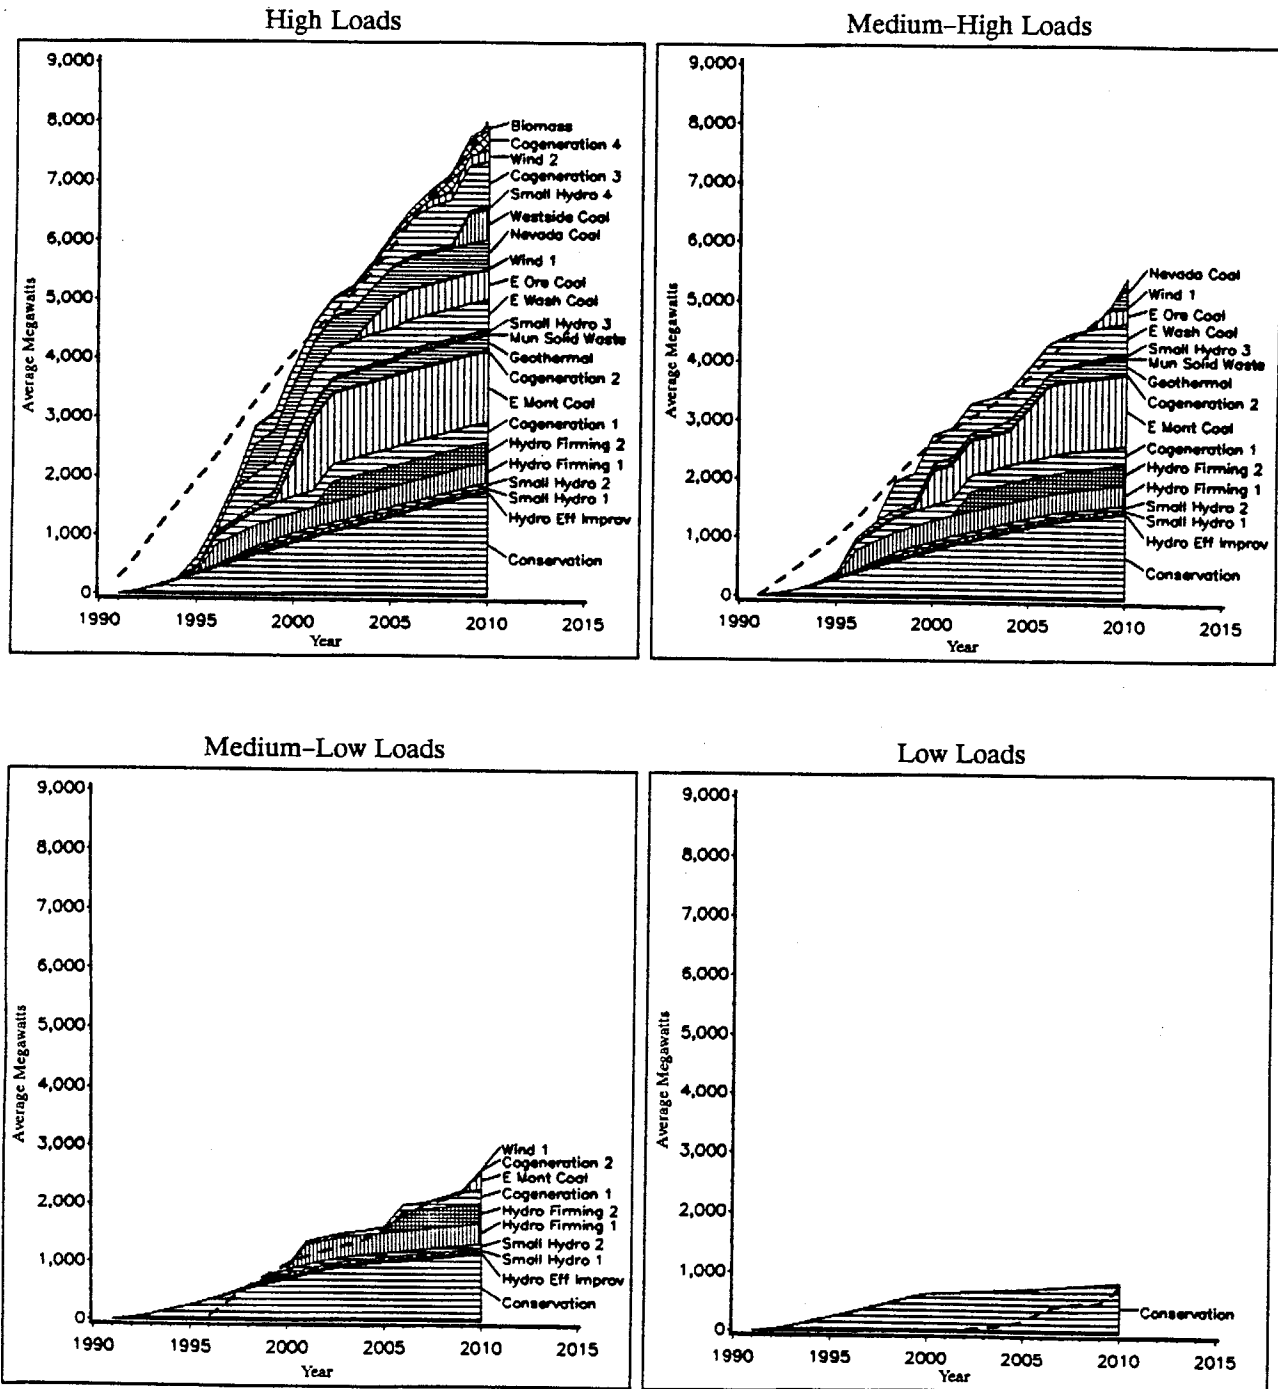 High Loads
9,000
8,000
7,000
6,000
5,000
4,000
3,000
2,000
1,000
0
Average Megawatts
Biomass
Cogeneration 4
Wind 2
Cogeneration 3
Small Hydro 4
Westside Coal
Nevada Coal
Wind 1
E Ore Coal
E Wash Coal
Small Hydro 3
Mun Solid Waste
Geothermal
Cogeneration 2
E Mont Coal
Cogeneration 1
Hydro Firming 2
Hydro Firming 1
Small Hydro 2
Small Hydro 1
Hydro Eff Improv
Conservation
1990 1995 2000 2005 2010 2015
Year
Medium-High Loads
9,000
8,000
7,000
6,000
5,000
4,000
3,000
2,000
1,000
0
Average Megawatts
Nevada Coal
Wind 1
E Ore Coal
E Wash Coal
Small Hydro 3
Mun Solid Waste
Geothermal
Cogeneration 2
E Mont Coal
Cogeneration 1
Hydro Firming 2
Hydro Firming 1
Small Hydro 2
Small Hydro 1
Hydro Eff Improv
Conservation
1990 1995 2000 2005 2010 2015
Year
Medium-Low Loads
9,000
8,000
7,000
6,000
5,000
4,000
3,000
2,000
1,000
0
Average Megawatts
Wind 1
Cogeneration 2
E Mont Coal
Cogeneration 1
Hydro Firming 2
Hydro Firming 1
Small Hydro 2
Small Hydro 1
Hydro Eff Improv
Conservation
1990 1995 2000 2005 2010 2015
Year
Low Loads
9,000
8,000
7,000
6,000
5,000
4,000
3,000
2,000
1,000
0
Average Megawatts
Conservation
1990 1995 2000 2005 2010 2015
Year